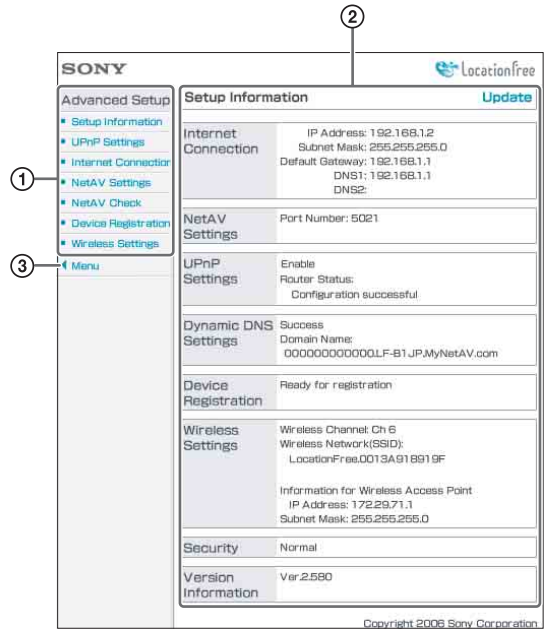 ②
SONY
LocationFree
Advanced Setup
Setup Information
UPnP Settings
Internet Connection
NetAV Settings
NetAV Check
Device Registration
Wireless Settings
①
③
Menu
Setup Information
Update
Internet Connection
IP Address: 192.168.1.2
Subnet Mask: 255.255.255.0
Default Gateway: 192.168.1.1
DNS1: 192.168.1.1
DNS2:
NetAV Settings
Port Number: 5021
UPnP Settings
Enable
Router Status:
Configuration successful
Dynamic DNS Settings
Success
Domain Name:
000000000000.LF-B1JP.MyNetAV.com
Device Registration
Ready for registration
Wireless Settings
Wireless Channel: Ch 6
Wireless Network(SSID):
LocationFree.0013A918919F
Information for Wireless Access Point
IP Address: 172.29.71.1
Subnet Mask: 255.255.255.0
Security
Normal
Version Information
Ver.2.580
Copyright 2006 Sony Corporation